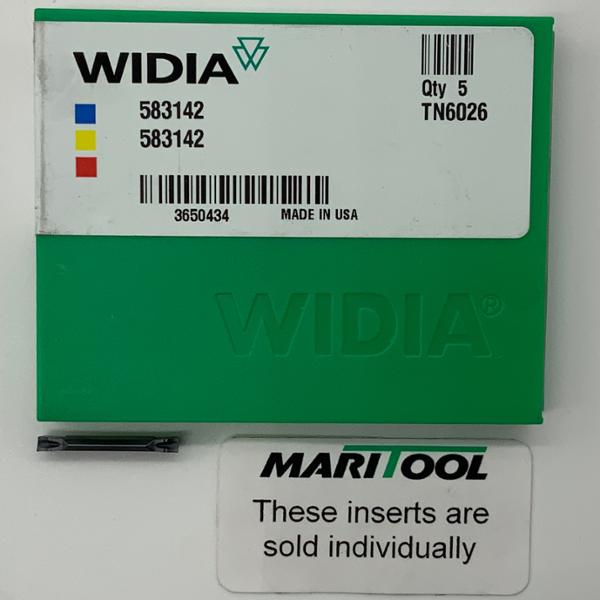 WIDIA
583142
583142
Qty 5
TN6026
3650434 MADE IN USA
WIDIA®
MARITOOL
These inserts are
sold individually